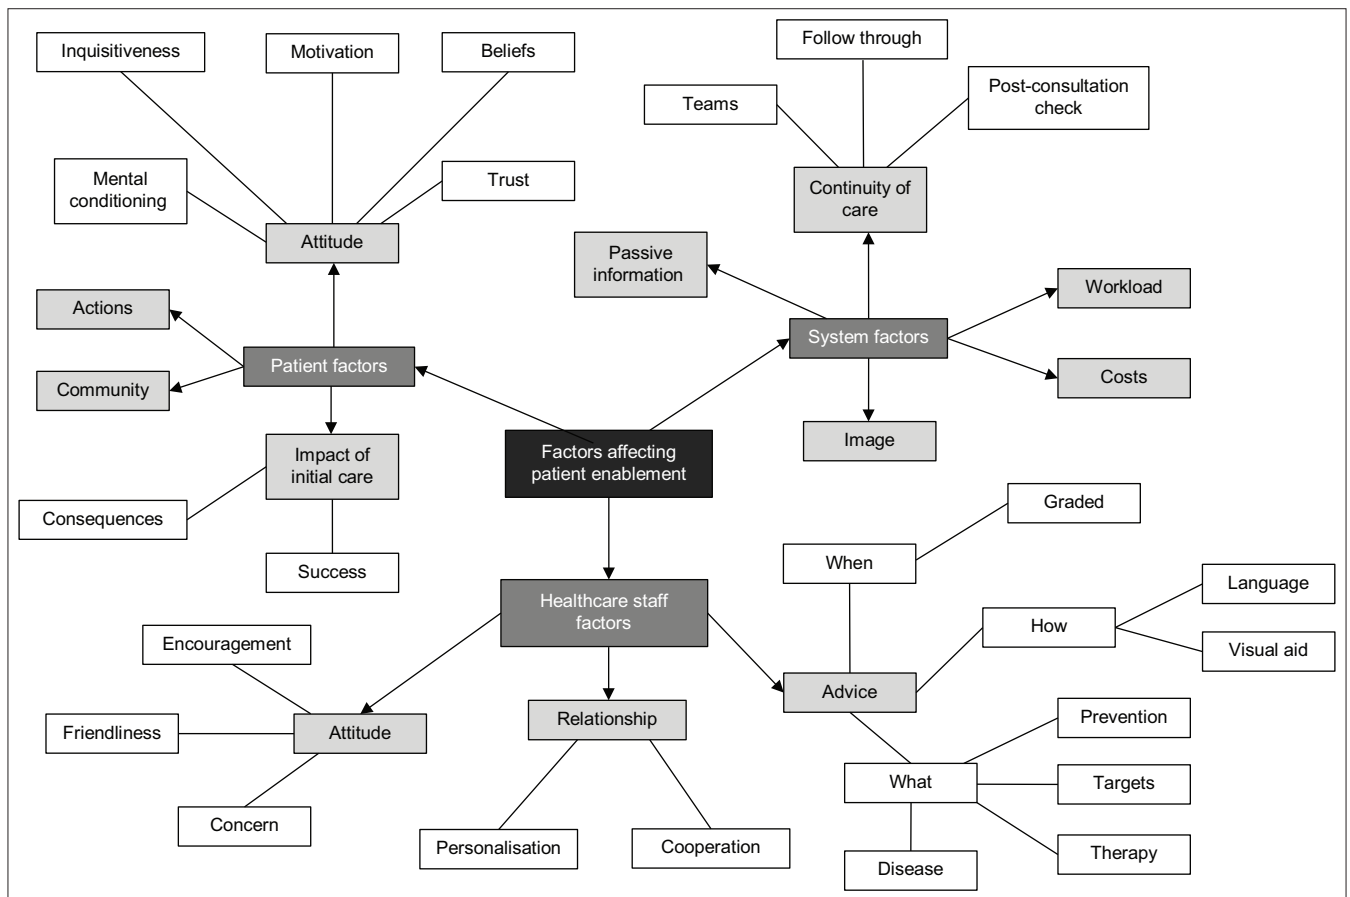 Inquisitiveness
Motivation
Beliefs
Mental
conditioning
Trust
Attitude
Actions
Community
Patient factors
Impact of
initial care
Consequences
Success
Follow through
Teams
Post-consultation
check
Continuity of
care
Passive
information
Workload
System factors
Costs
Image
Factors affecting
patient enablement
Healthcare staff
factors
Encouragement
Friendliness
Attitude
Concern
Relationship
Personalisation
Cooperation
Graded
When
Language
How
Visual aid
Advice
Prevention
What
Targets
Therapy
Disease